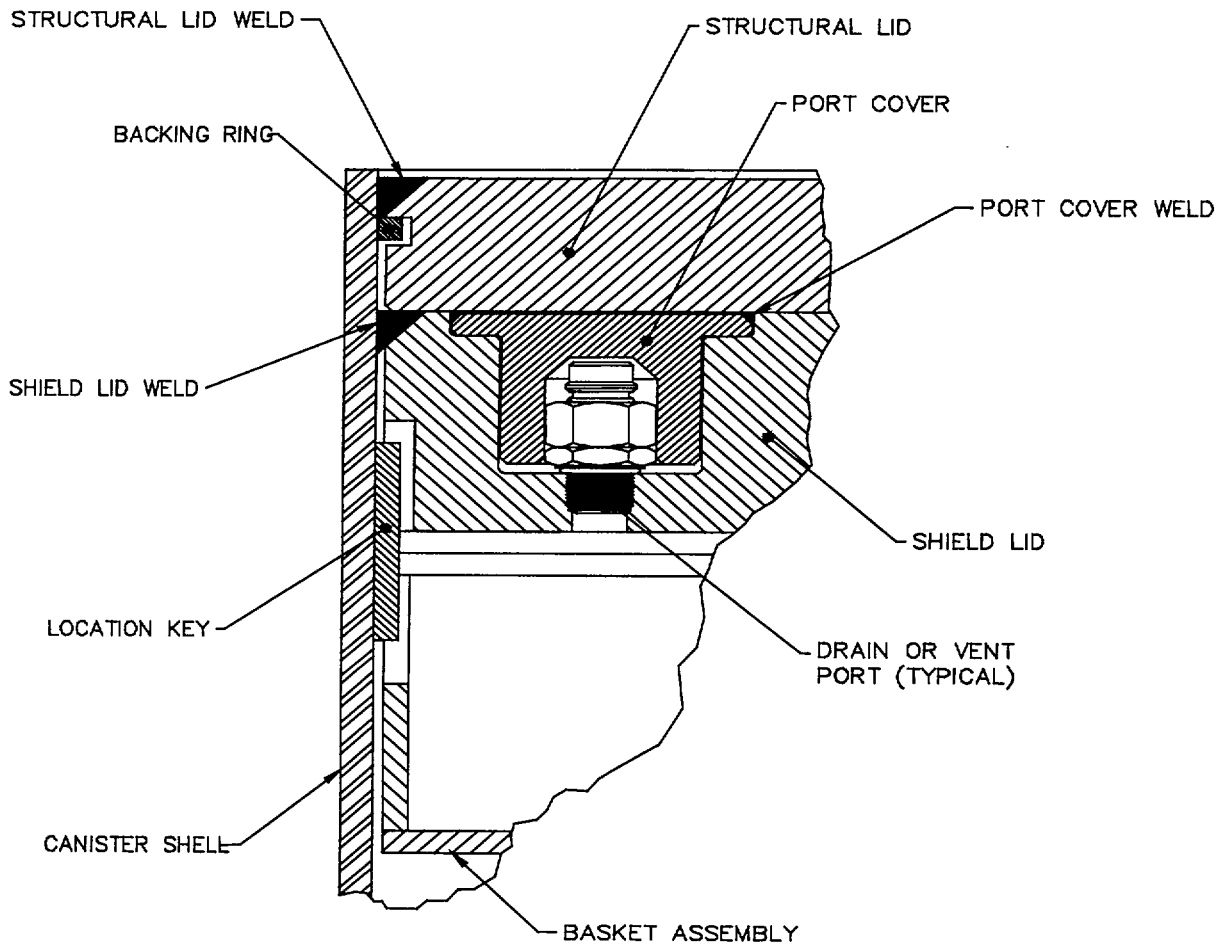 STRUCTURAL LID WELD
STRUCTURAL LID
PORT COVER
BACKING RING
PORT COVER WELD
SHIELD LID WELD
SHIELD LID
LOCATION KEY
DRAIN OR VENT
PORT (TYPICAL)
CANISTER SHELL
BASKET ASSEMBLY